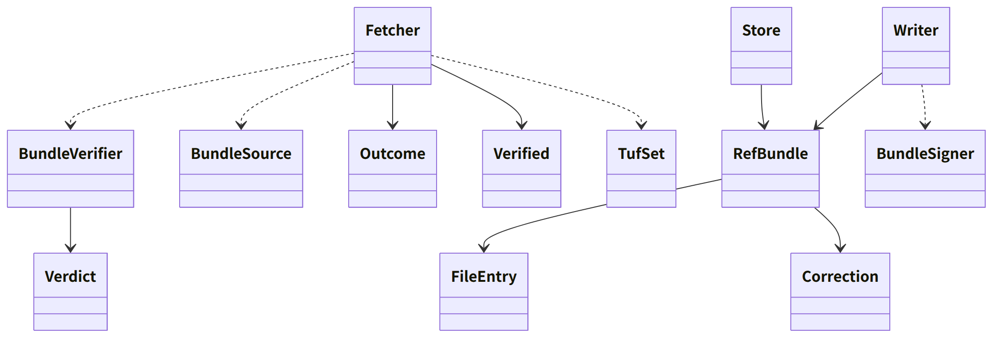 Fetcher
Store
Writer
BundleVerifier
BundleSource
Outcome
Verified
TufSet
RefBundle
BundleSigner
Verdict
FileEntry
Correction